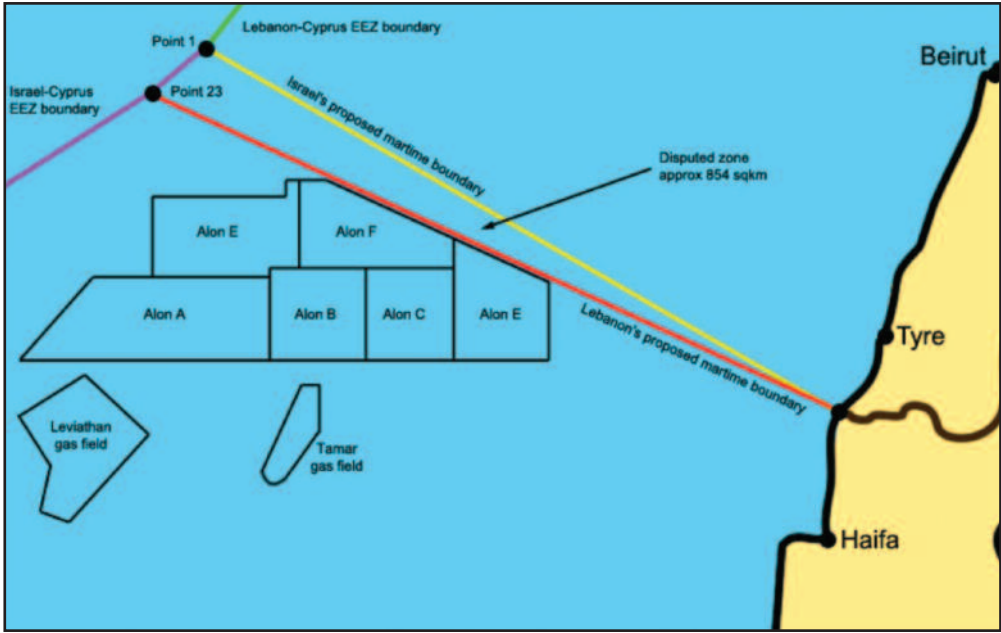 Lebanon-Cyprus EEZ boundary
Point 1
Beirut
Israel-Cyprus
EEZ boundary
Point 23
Israel's proposed martime boundary
Disputed zone
approx 854 sqkm
Alon E
Alon F
Alon A
Alon B
Alon C
Alon E
Lebanon's proposed martime boundary
Tyre
Leviathan
gas field
Tamar
gas field
Haifa